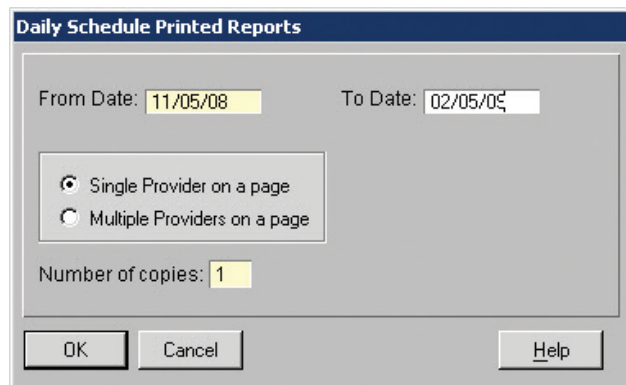 Daily Schedule Printed Reports
From Date: 11/05/08 To Date: 02/05/09
Single Provider on a page
Multiple Providers on a page
Number of copies: 1
OK Cancel Help